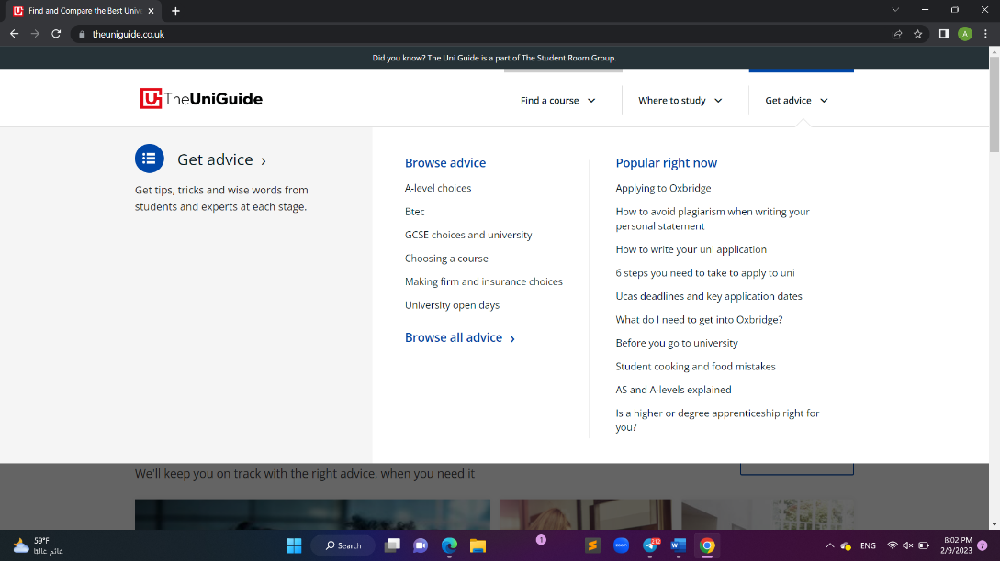 Find and Compare the Best Unive
theuniguide.co.uk
A
Did you know? The Uni Guide is a part of The Student Room Group.
TheUniGuide
Find a course
Where to study
Get advice
Get advice ›
Get tips, tricks and wise words from
students and experts at each stage.
Browse advice
A-level choices
Btec
GCSE choices and university
Choosing a course
Making firm and insurance choices
University open days
Browse all advice ›
Popular right now
Applying to Oxbridge
How to avoid plagiarism when writing your
personal statement
How to write your uni application
6 steps you need to take to apply to uni
Ucas deadlines and key application dates
What do I need to get into Oxbridge?
Before you go to university
Student cooking and food mistakes
AS and A-levels explained
Is a higher or degree apprenticeship right for
you?
We'll keep you on track with the right advice, when you need it
59°F
غائم غالبًا
Search
1
zoom
212
W
ENG
8:02 PM
2/9/2023
7